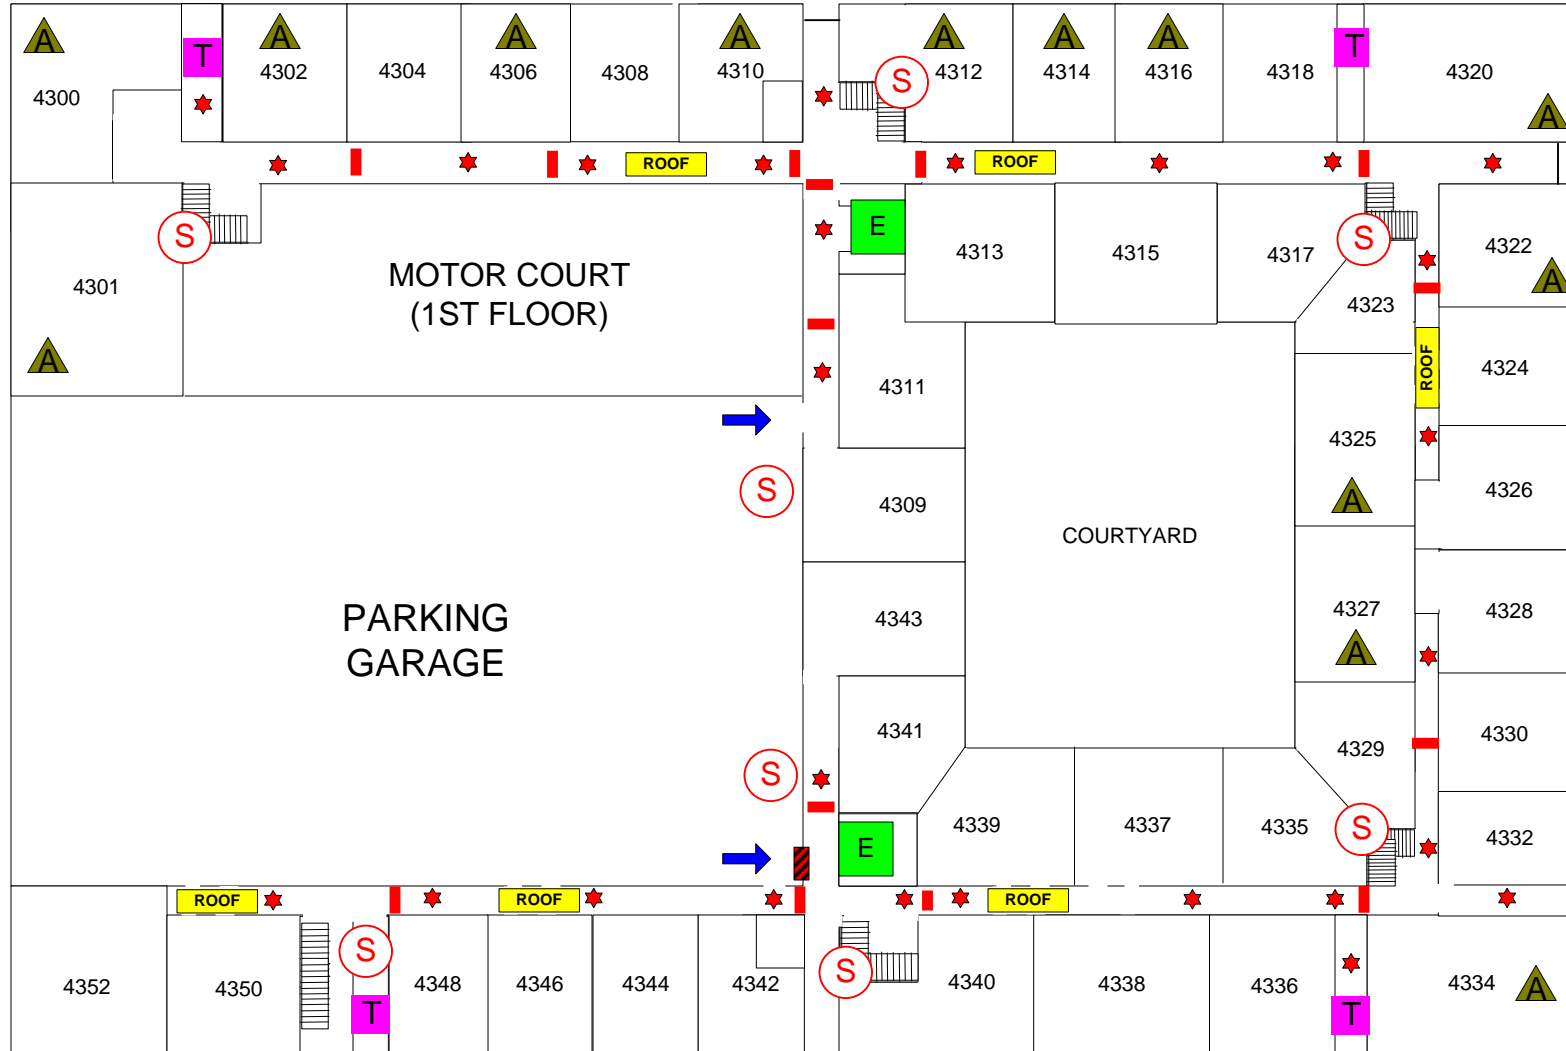 A
A
A
A
A
A
A
T
T
4302
4304
4306
4308
4310
S
4312
4314
4316
4318
4320
4300
A
ROOF
ROOF
S
E
S
4313
4315
4317
4322
4301
MOTOR COURT
(1ST FLOOR)
A
4323
A
ROOF
4324
4311
4325
S
A
4309
4326
COURTYARD
PARKING
GARAGE
4343
4327
4328
A
4341
4329
4330
S
E
4339
4337
4335
S
4332
ROOF
ROOF
ROOF
S
S
4352
4350
4348
4346
4344
4342
4340
4338
4336
4334
A
T
T